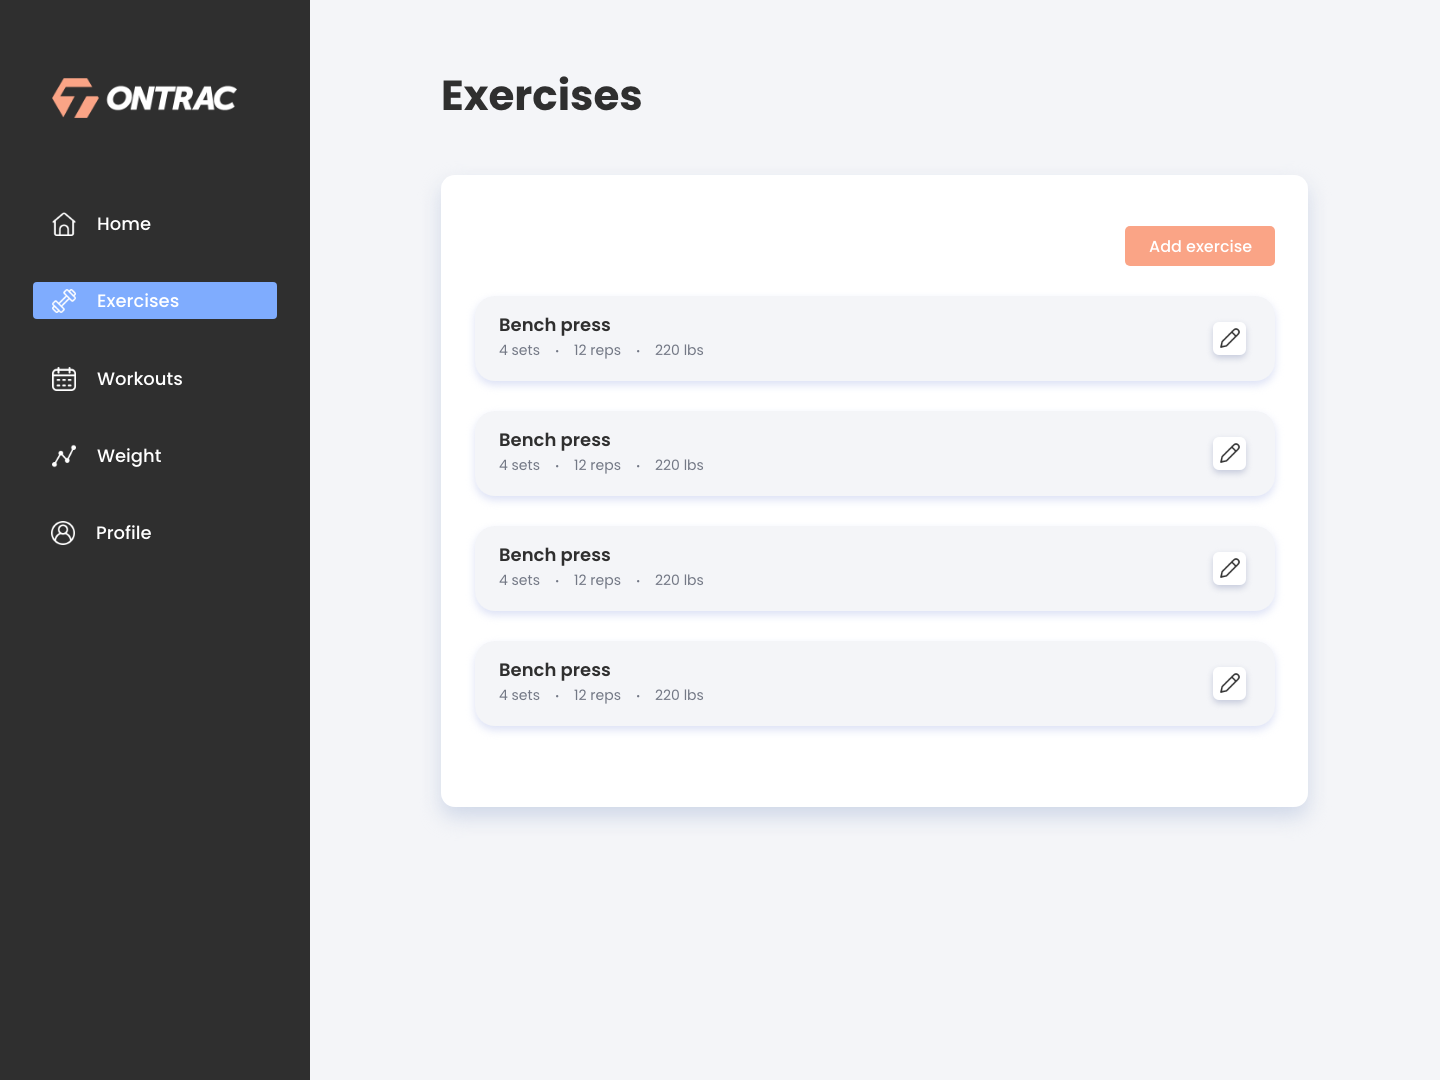 ONTRAC
Home
Exercises
Workouts
Weight
Profile
Exercises
Add exercise
Bench press
4 sets • 12 reps • 220 lbs
Bench press
4 sets • 12 reps • 220 lbs
Bench press
4 sets • 12 reps • 220 lbs
Bench press
4 sets • 12 reps • 220 lbs